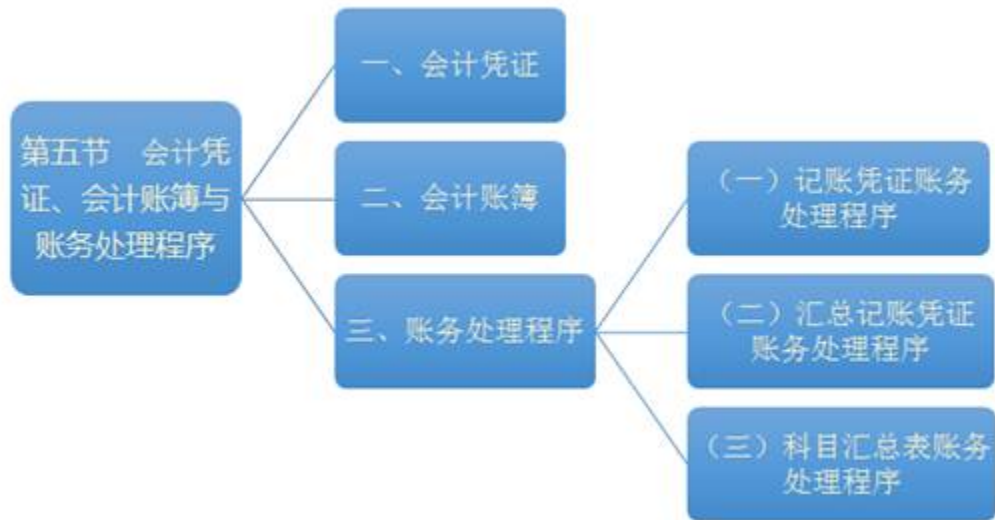 第五节 会计凭
证、会计账簿与
账务处理程序
一、会计凭证
二、会计账簿
三、账务处理程序
（一）记账凭证账务
处理程序
（二）汇总记账凭证
账务处理程序
（三）科目汇总表账务
处理程序